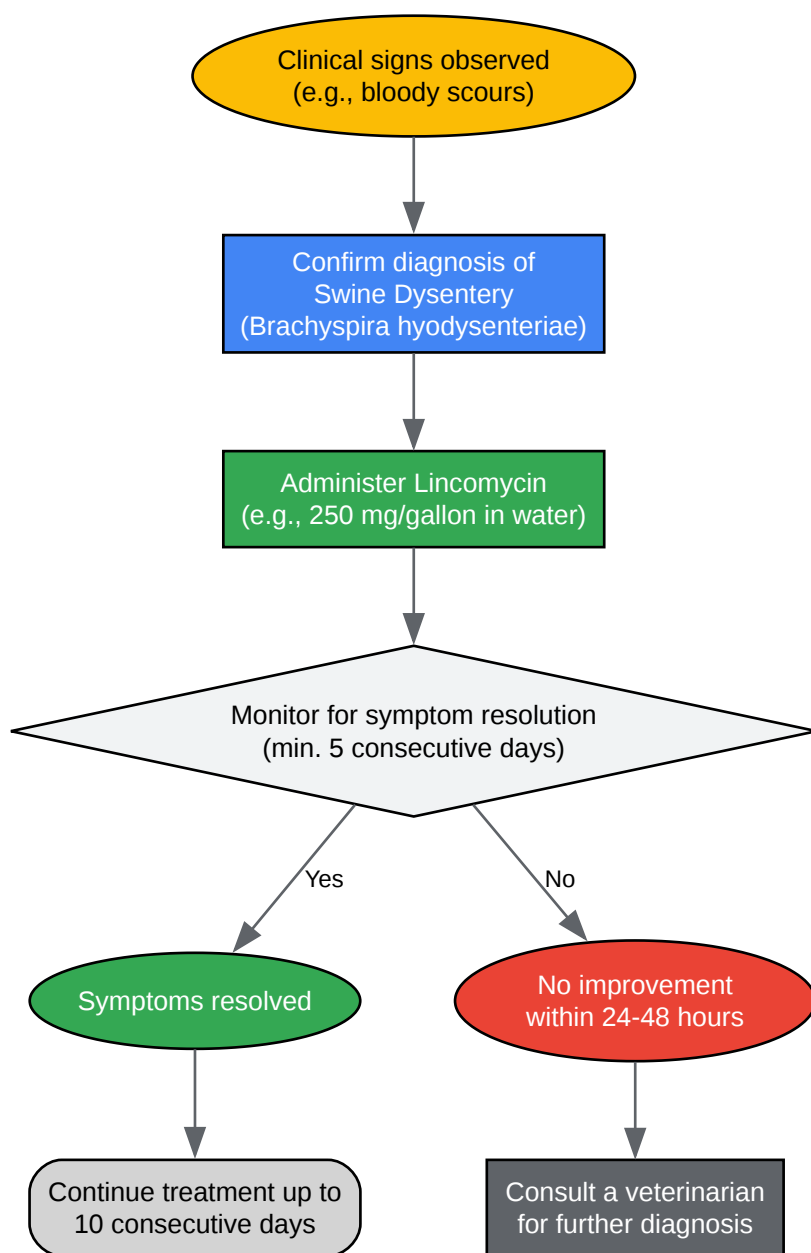 Clinical signs observed
(e.g., bloody scours)
Confirm diagnosis of
Swine Dysentery
(Brachyspira hyodysenteriae)
Administer Lincomycin
(e.g., 250 mg/gallon in water)
Monitor for symptom resolution
(min. 5 consecutive days)
Yes
No
Symptoms resolved
No improvement
within 24-48 hours
Continue treatment up to
10 consecutive days
Consult a veterinarian
for further diagnosis